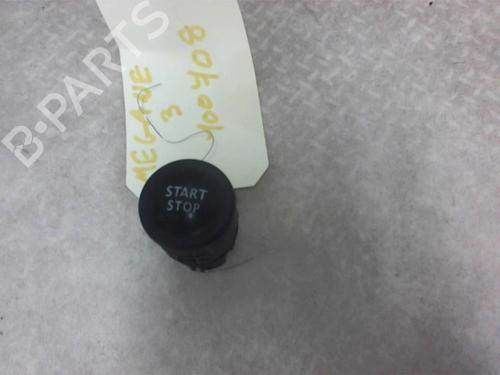 B-PARTS
MEGANE
3
100708
START
STOP